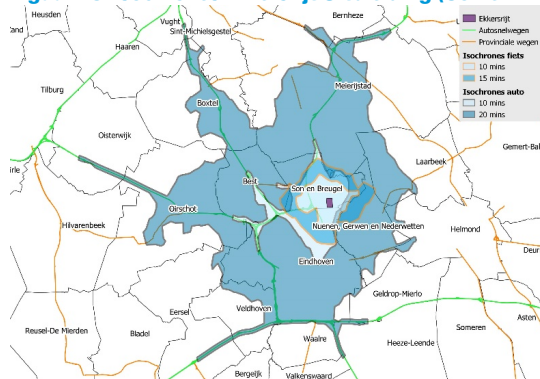 Heusden
Vught
Sint-Michielsgestel
Bernheze
Haaren
Tilburg
Boxtel
Meierijstad
Oisterwijk
Gemert-Bak
Laarbeek
Best
Son en Breugel
Oirschot
Hilvarenbeek
Nuenen, Gerwen en Nederwetten
Helmond
Eindhoven
Deur
Geldrop-Mierlo
Veldhoven
Eersel
Asten
Reusel-De Mierden
Bladel
Waalre
Heeze-Leende
Someren
Bergeijk
Valkenswaard
Ekkersrijt
Autosnelwegen
Provinciale wegen
Isochrones fiets
10 mins
15 mins
Isochrones auto
10 mins
20 mins